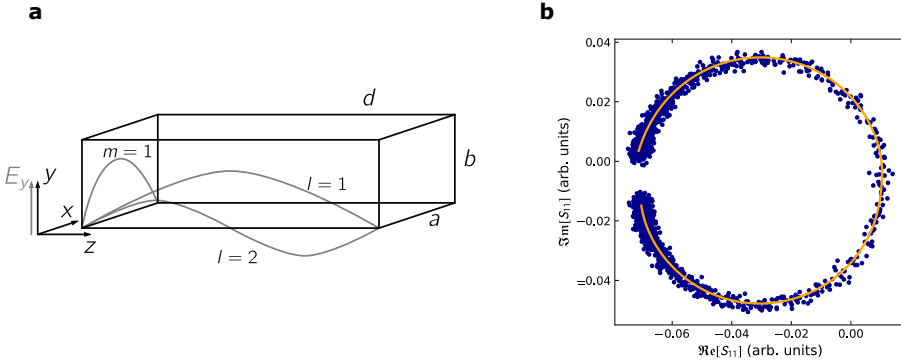 a
d
m = 1
b
E_y
y
l = 1
x
a
z
l = 2
b
0.04
0.02
0.00
−0.02
−0.04
𝕴𝖒[S₁₁] (arb. units)
−0.06 −0.04 −0.02 0.00
𝕽𝖊[S₁₁] (arb. units)